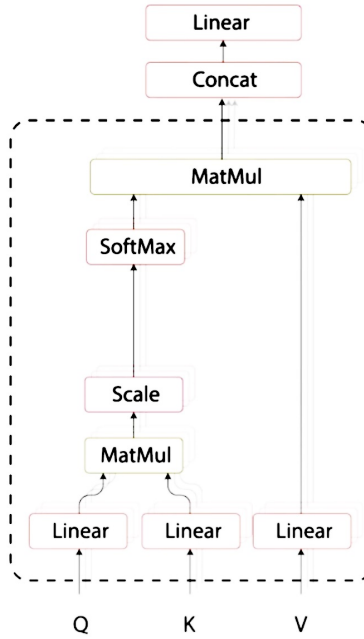 Linear
Concat
MatMul
SoftMax
Scale
MatMul
Linear Linear Linear
Q K V